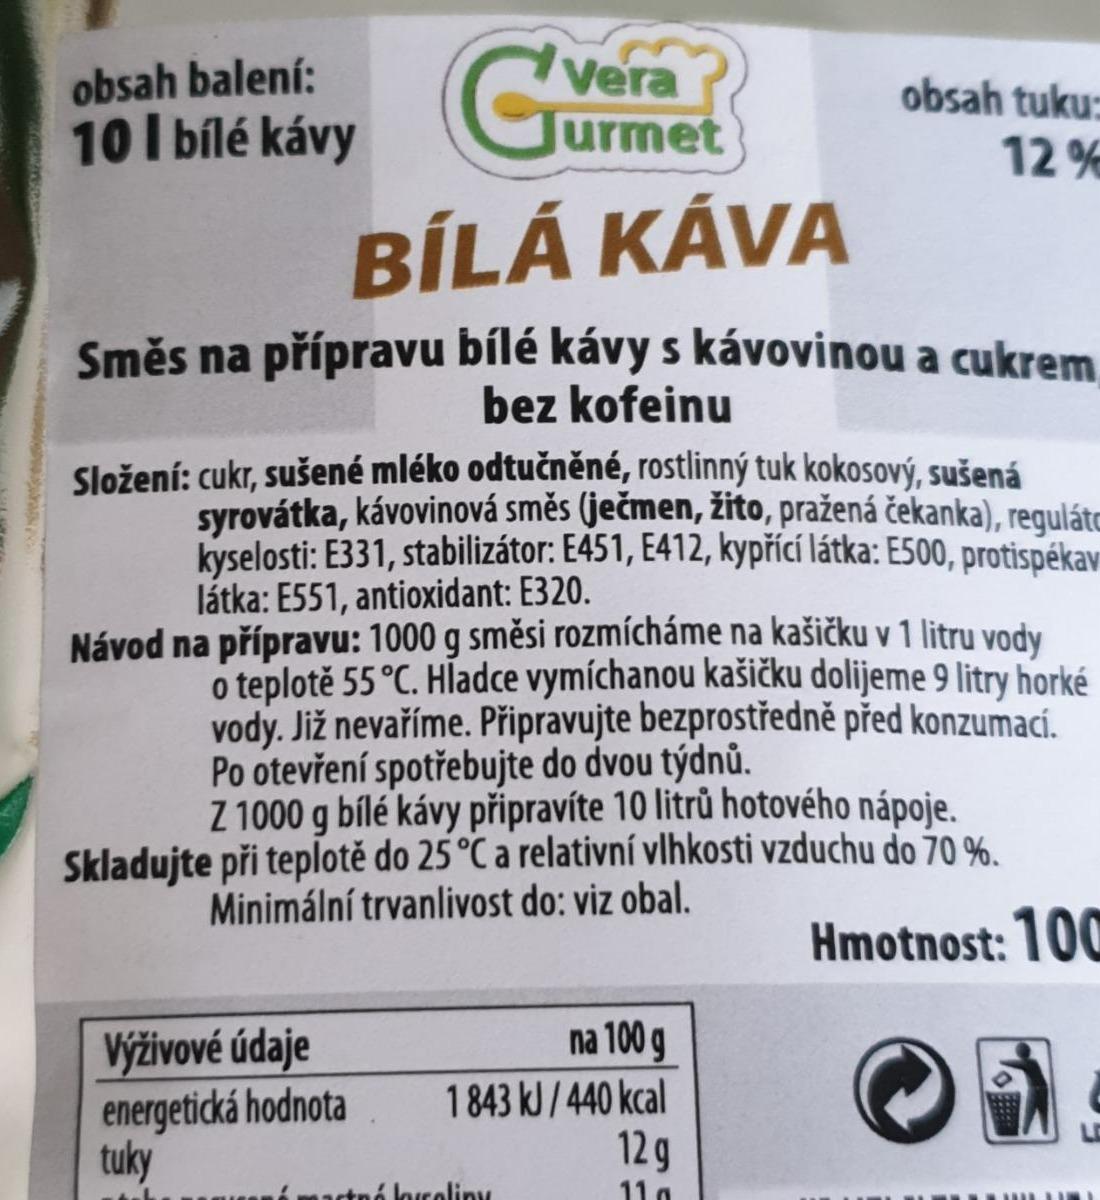 obsah balení:
10 l bílé kávy
Vera
Gurmet
obsah tuku:
12 %
BÍLÁ KÁVA
Směs na přípravu bílé kávy s kávovinou a cukrem,
bez kofeinu
Složení: cukr, sušené mléko odtučněné, rostlinný tuk kokosový, sušená
syrovátka, kávovinová směs (ječmen, žito, pražená čekanka), reguláto
kyselosti: E331, stabilizátor: E451, E412, kypřící látka: E500, protispékav
látka: E551, antioxidant: E320.
Návod na přípravu: 1000 g směsi rozmícháme na kašičku v 1 litru vody
o teplotě 55 °C. Hladce vymíchanou kašičku dolijeme 9 litry horké
vody. Již nevaříme. Připravujte bezprostředně před konzumací.
Po otevření spotřebujte do dvou týdnů.
Z 1000 g bílé kávy připravíte 10 litrů hotového nápoje.
Skladujte při teplotě do 25 °C a relativní vlhkosti vzduchu do 70 %.
Minimální trvanlivost do: viz obal.
Hmotnost: 100
Výživové údaje na 100 g
energetická hodnota 1 843 kJ / 440 kcal
tuky 12 g
mastné kyseliny 11 g